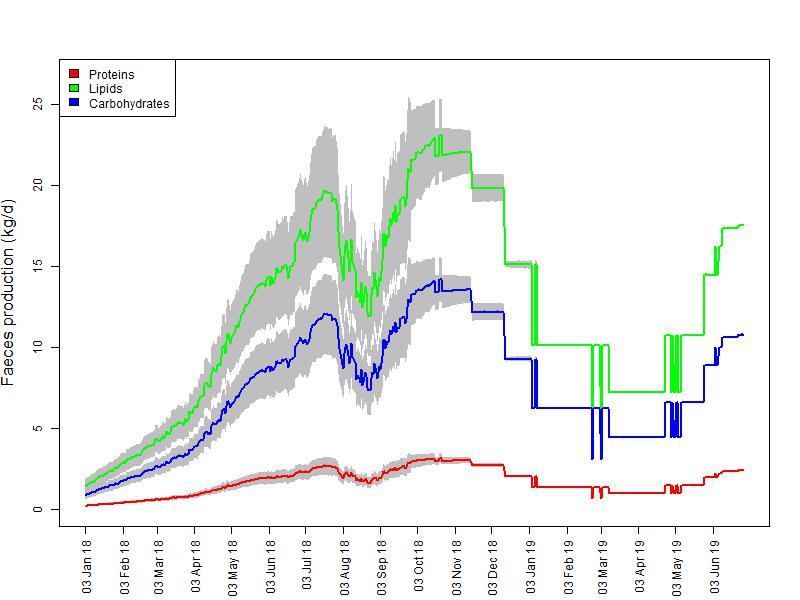 Proteins
Lipids
Carbohydrates
Faeces production (kg/d)
25
20
15
10
5
0
03 Jan 18
03 Feb 18
03 Mar 18
03 Apr 18
03 May 18
03 Jun 18
03 Jul 18
03 Aug 18
03 Sep 18
03 Oct 18
03 Nov 18
03 Dec 18
03 Jan 19
03 Feb 19
03 Mar 19
03 Apr 19
03 May 19
03 Jun 19